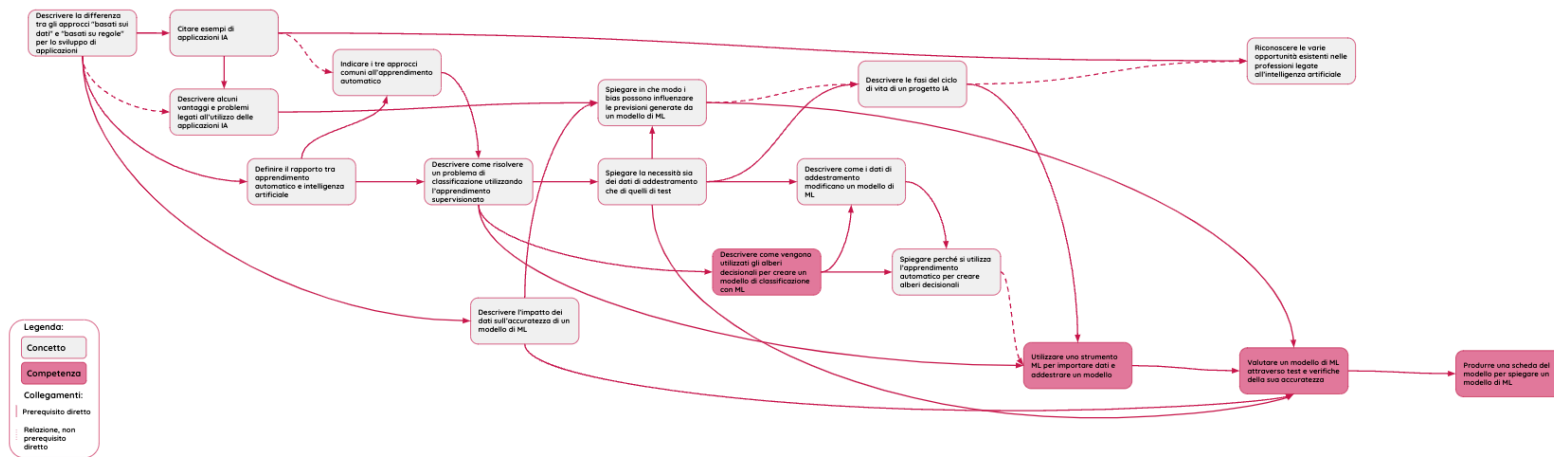 Descrivere la differenza
tra gli approcci "basati sui
dati" e "basati su regole"
per lo sviluppo di
applicazioni
Citare esempi di
applicazioni IA
Indicare i tre approcci
comuni all'apprendimento
automatico
Descrivere alcuni
vantaggi e problemi
legati all'utilizzo delle
applicazioni IA
Definire il rapporto tra
apprendimento
automatico e intelligenza
artificiale
Descrivere come risolvere
un problema di
classificazione utilizzando
l'apprendimento
supervisionato
Spiegare in che modo i
bias possono influenzare
le previsioni generate da
un modello di ML
Spiegare la necessità sia
dei dati di addestramento
che di quelli di test
Descrivere le fasi del ciclo
di vita di un progetto IA
Riconoscere le varie
opportunità esistenti nelle
professioni legate
all'intelligenza artificiale
Descrivere come i dati di
addestramento
modificano un modello di
ML
Descrivere come vengono
utilizzati gli alberi
decisionali per creare un
modello di classificazione
con ML
Spiegare perché si utilizza
l'apprendimento
automatico per creare
alberi decisionali
Descrivere l'impatto dei
dati sull'accuratezza di un
modello di ML
Utilizzare uno strumento
ML per importare dati e
addestrare un modello
Valutare un modello di ML
attraverso test e verifiche
della sua accuratezza
Produrre una scheda del
modello per spiegare un
modello di ML
Legenda:
Concetto
Competenza
Collegamenti:
Prerequisito diretto
Relazione, non
prerequisito
diretto